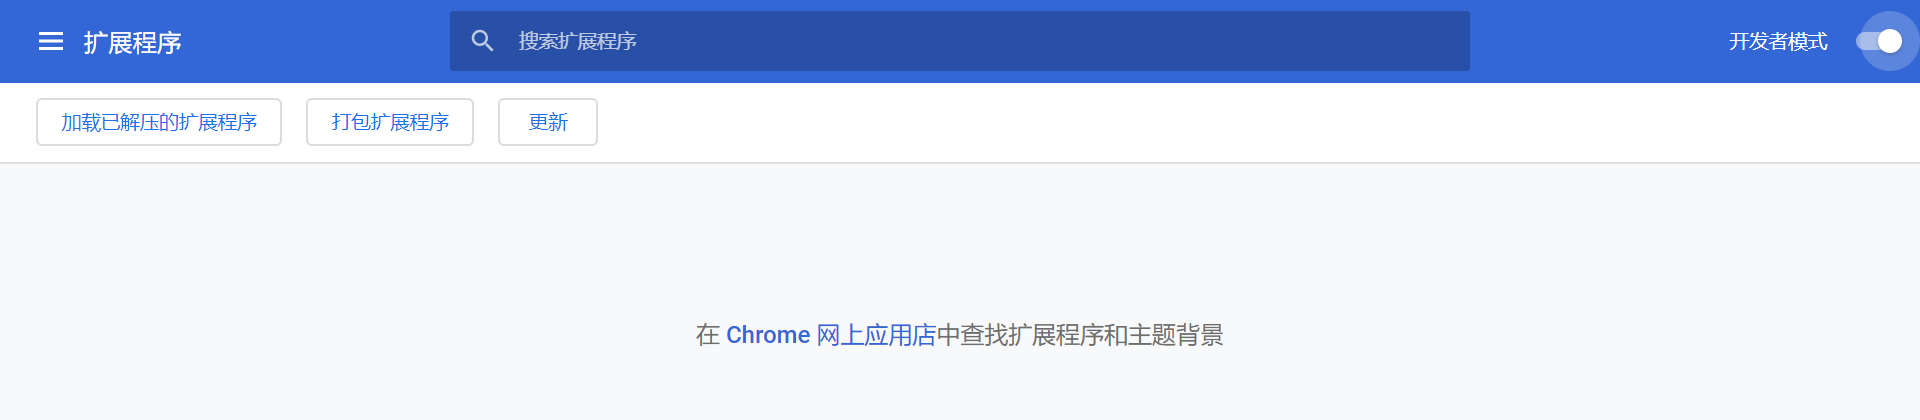 扩展程序
搜索扩展程序
开发者模式
加载已解压的扩展程序
打包扩展程序
更新
在 Chrome 网上应用店中查找扩展程序和主题背景